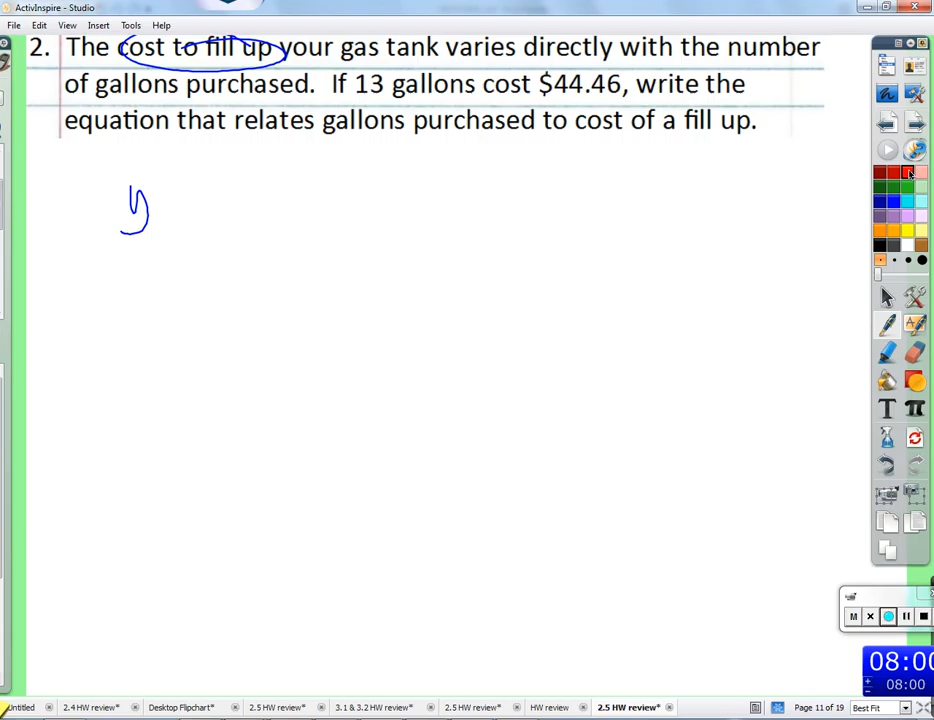 ActivInspire - Studio
File Edit View Insert Tools Help
2. The cost to fill up your gas tank varies directly with the number
of gallons purchased. If 13 gallons cost $44.46, write the
equation that relates gallons purchased to cost of a fill up.
y
T π
M
08:00
08:00
Untitled 2.4 HW review* Desktop Flipchart* 2.5 HW review* 3.1 & 3.2 HW review* 2.5 HW review* HW review 2.5 HW review* Page 11 of 19 Best Fit